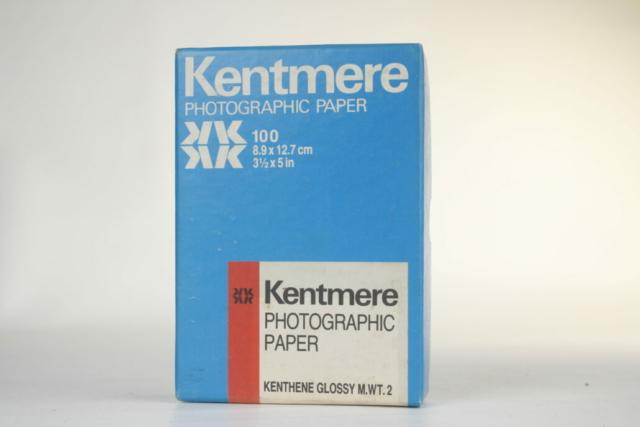 Kentmere
PHOTOGRAPHIC PAPER
100
8.9 x 12.7 cm
3½ x 5 in
Kentmere
PHOTOGRAPHIC
PAPER
KENTHENE GLOSSY M.WT. 2